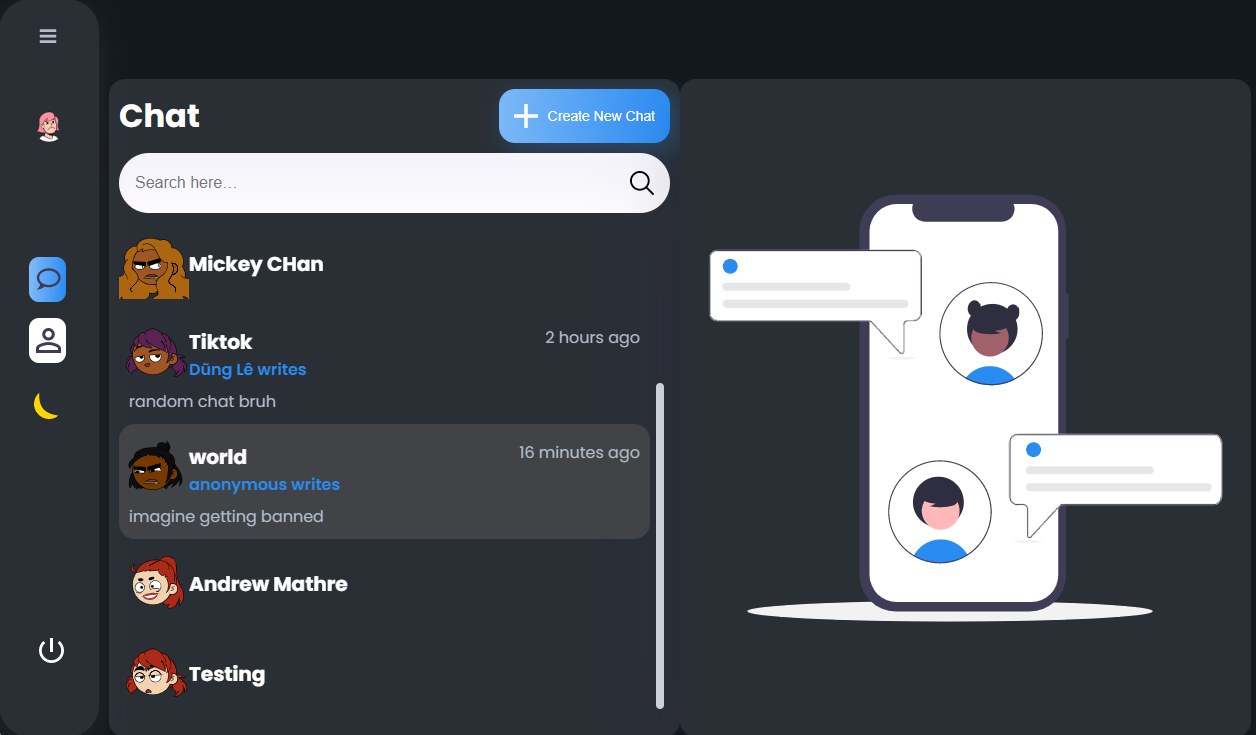 Chat
Create New Chat
Search here...
Mickey CHan
Tiktok
2 hours ago
Dũng Lê writes
random chat bruh
world
16 minutes ago
anonymous writes
imagine getting banned
Andrew Mathre
Testing